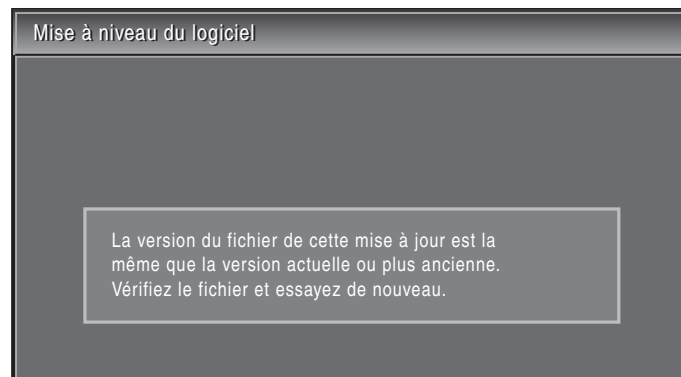 Mise à niveau du logiciel
La version du fichier de cette mise à jour est la
même que la version actuelle ou plus ancienne.
Vérifiez le fichier et essayez de nouveau.